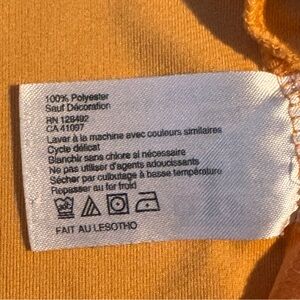 100% Polyester
Sauf Décoration
RN 128492
CA 41097
Laver à la machine avec couleurs similaires
Cycle délicat
Blanchir sans chlore si nécessaire
Ne pas utiliser d'agents adoucissants
Sécher par culbutage à basse température
Repasser au fer froid
FAIT AU LESOTHO